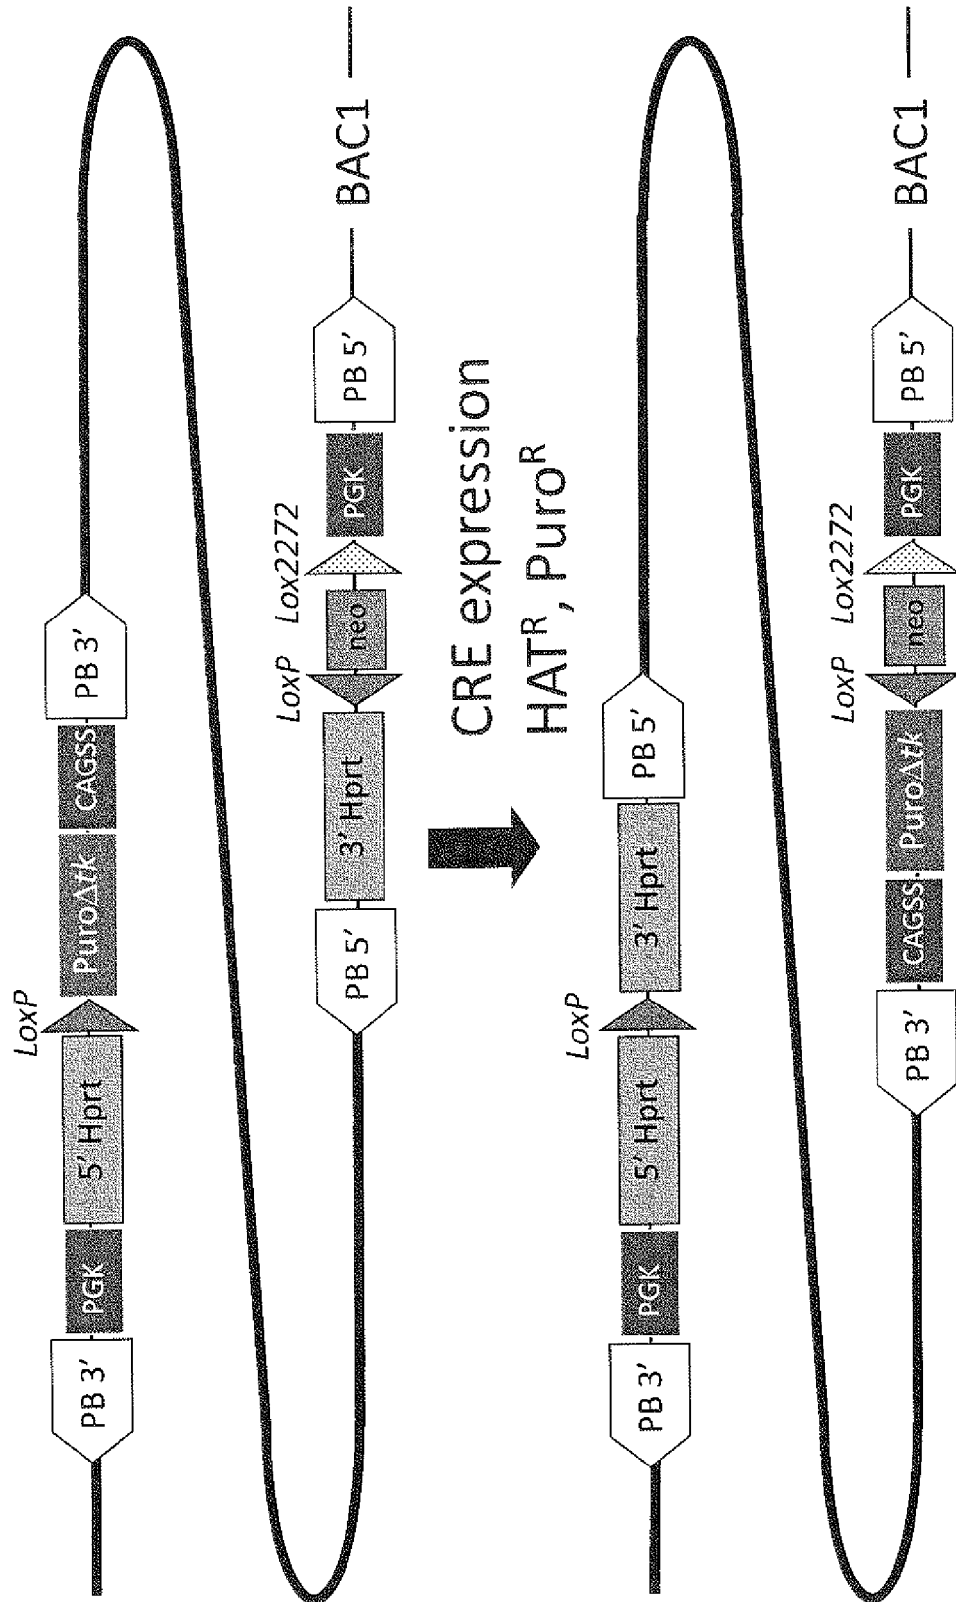 LoxP
PB 3’ PGK 5’ Hprt PuroΔtk CAGSS PB 3’
LoxP Lox2272
PB 5’ 3’ Hprt neo PGK PB 5’ BAC1
CRE expression
HATᴿ, Puroᴿ
LoxP
PB 3’ PGK 5’ Hprt 3’ Hprt PB 5’
LoxP Lox2272
PB 3’ CAGSS PuroΔtk neo PGK PB 5’ BAC1